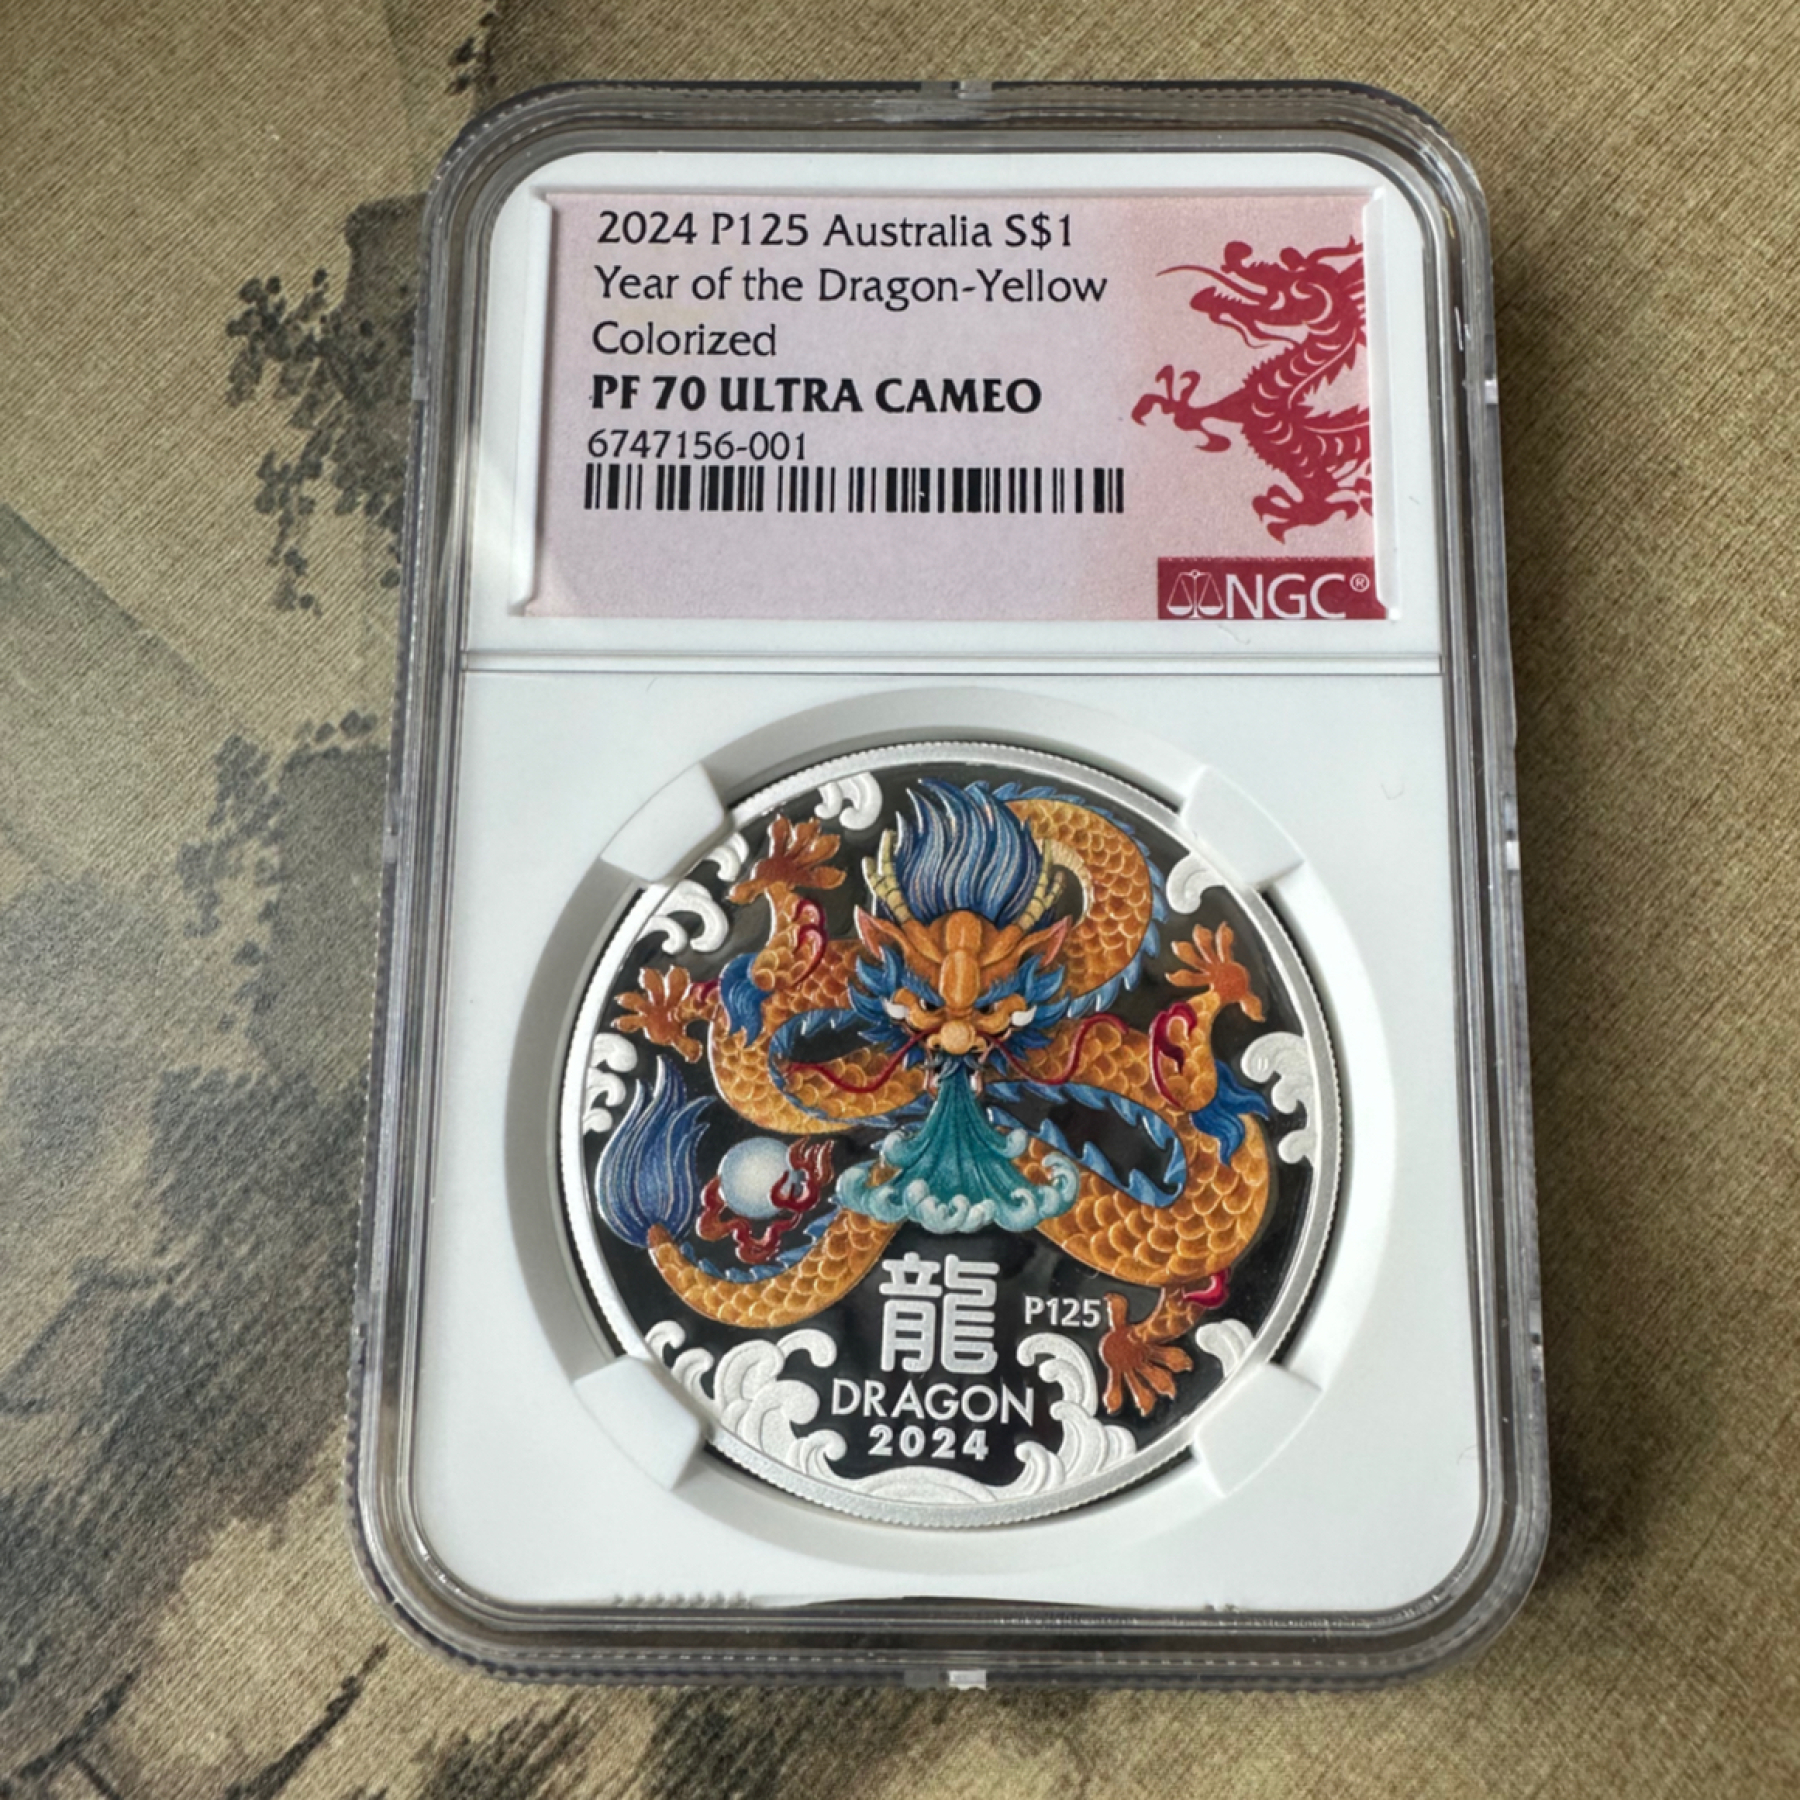 2024 P125 Australia S$1
Year of the Dragon-Yellow
Colorized
PF 70 ULTRA CAMEO
6747156-001
NGC®
龍
P125
DRAGON
2024